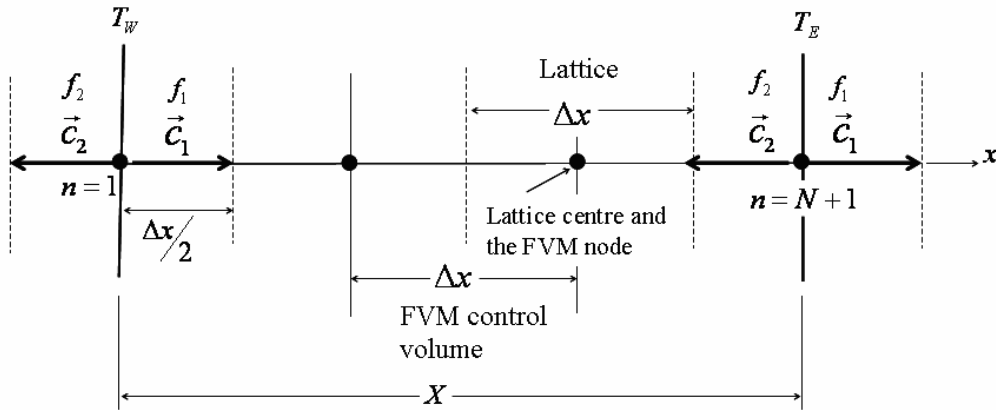 T_W
T_E
Lattice
f_2
f_1
f_2
f_1
Δx
c⃗_2
c⃗_1
c⃗_2
c⃗_1
x
n = 1
n = N + 1
Lattice centre and
the FVM node
Δx/2
Δx
FVM control
volume
X